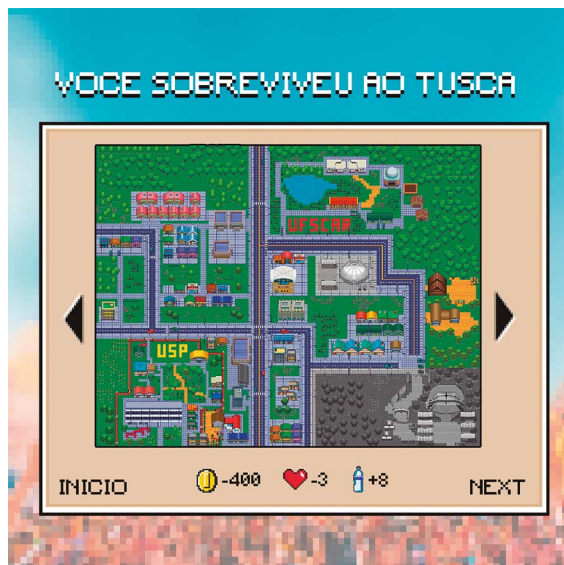 VOCE SOBREVIVEU AO TUSCA
UFSCAR
USP
INICIO
-400
-3
+8
NEXT